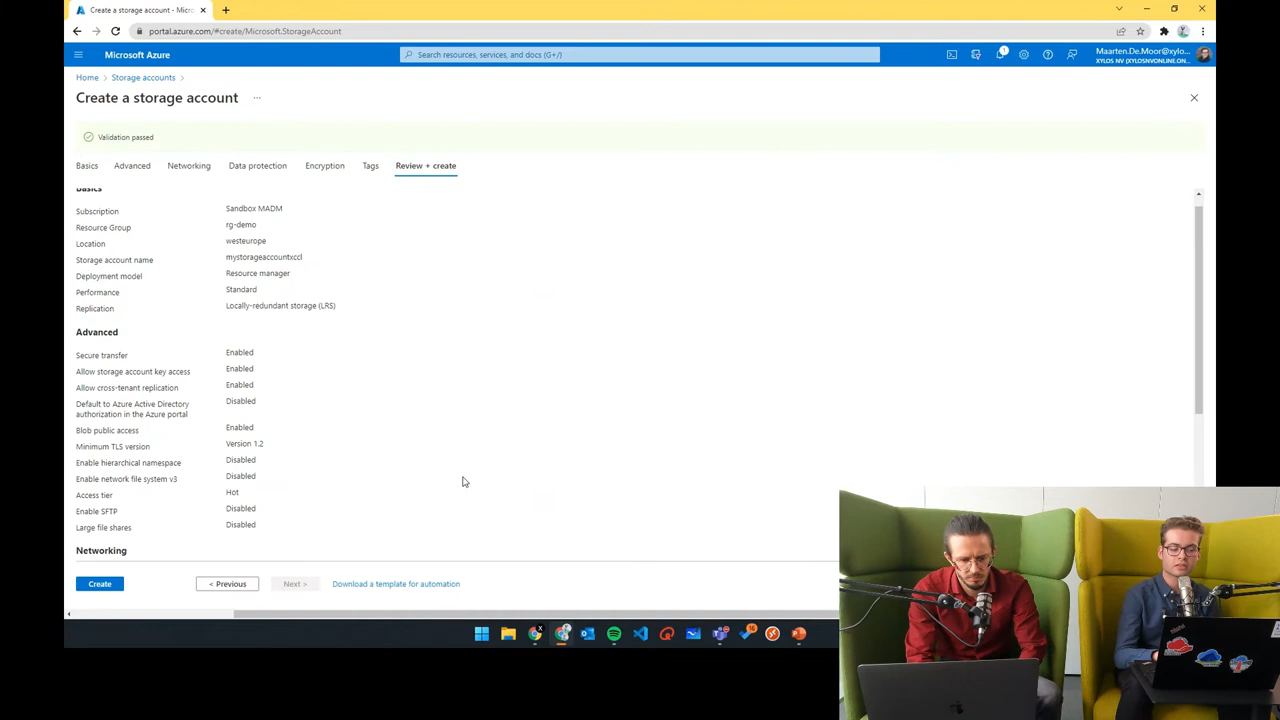 Create a storage account - Micro
portal.azure.com/#create/Microsoft.StorageAccount
Microsoft Azure
Search resources, services, and docs (G+/)
1
Maarten.De.Moor@xylo...
XYLOS NV (XYLOSNVONLINE.ON...
Home
Storage accounts
Create a storage account
...
Validation passed
Basics
Advanced
Networking
Data protection
Encryption
Tags
Review + create
Basics
Subscription
Sandbox MADM
Resource Group
rg-demo
Location
westeurope
Storage account name
mystorageaccountxccl
Deployment model
Resource manager
Performance
Standard
Replication
Locally-redundant storage (LRS)
Advanced
Secure transfer
Enabled
Allow storage account key access
Enabled
Allow cross-tenant replication
Enabled
Default to Azure Active Directory
authorization in the Azure portal
Disabled
Blob public access
Enabled
Minimum TLS version
Version 1.2
Enable hierarchical namespace
Disabled
Enable network file system v3
Disabled
Access tier
Hot
Enable SFTP
Disabled
Large file shares
Disabled
Networking
Create
< Previous
Next >
Download a template for automation
16